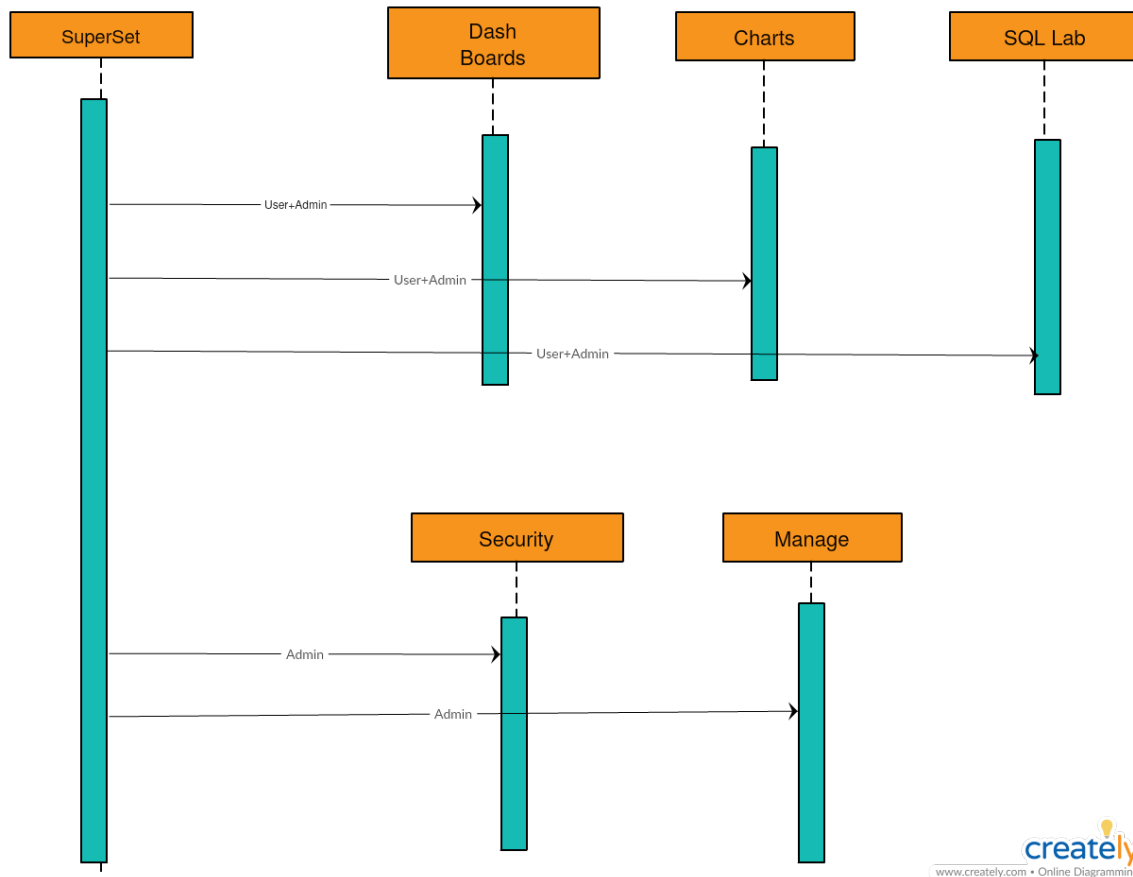 SuperSet
Dash
Boards
Charts
SQL Lab
User+Admin
User+Admin
User+Admin
Security
Manage
Admin
Admin
creately
www.creately.com • Online Diagrammin